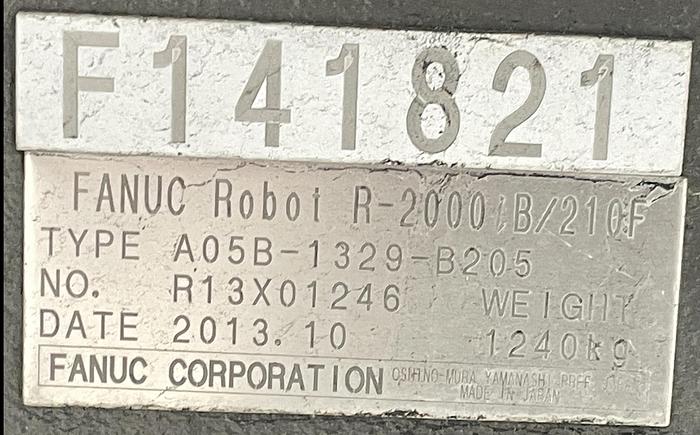 F141821
FANUC Robot R-2000iB/210F
TYPE A05B-1329-B205
NO. R13X01246 WEIGHT
DATE 2013.10 1240kg
FANUC CORPORATION OSHINO-MURA YAMANASHI PREF.
MADE IN JAPAN